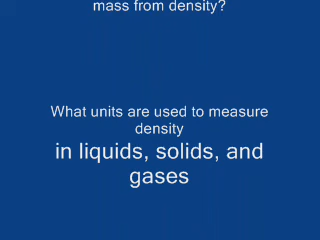 mass from density?
What units are used to measure
density
in liquids, solids, and
gases